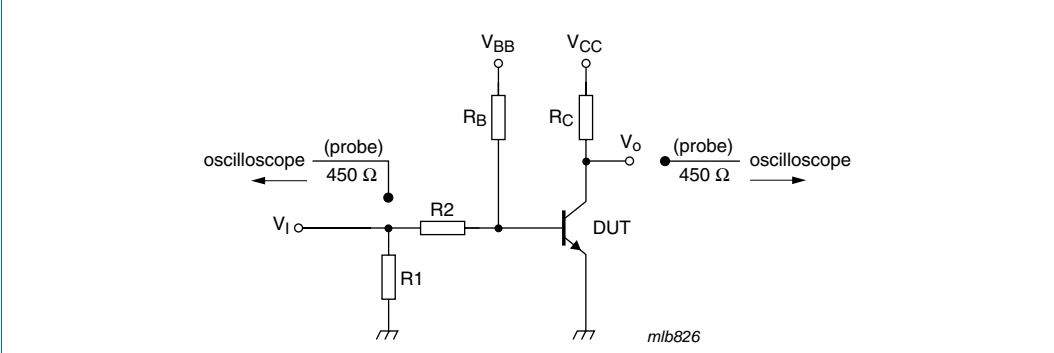 VBB
VCC
RB
RC
Vo
(probe)
450 Ω
oscilloscope
(probe)
450 Ω
oscilloscope
R2
VI
DUT
R1
mlb826